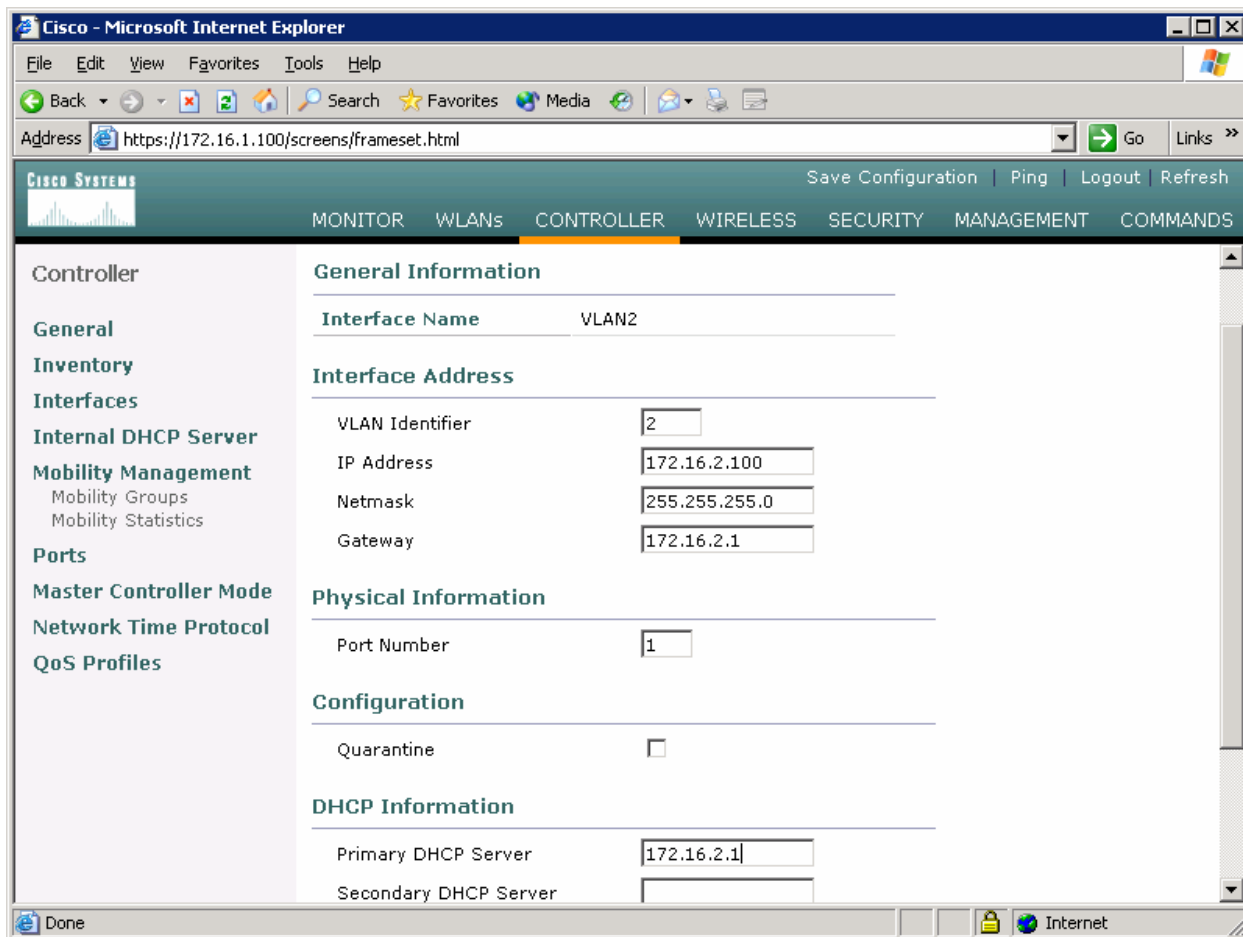 Cisco - Microsoft Internet Explorer
File Edit View Favorites Tools Help
Back Search Favorites Media
Address https://172.16.1.100/screens/frameset.html Go Links »
CISCO SYSTEMS
Save Configuration | Ping | Logout | Refresh
MONITOR WLANs CONTROLLER WIRELESS SECURITY MANAGEMENT COMMANDS
Controller
General
Inventory
Interfaces
Internal DHCP Server
Mobility Management
Mobility Groups
Mobility Statistics
Ports
Master Controller Mode
Network Time Protocol
QoS Profiles
General Information
Interface Name VLAN2
Interface Address
VLAN Identifier 2
IP Address 172.16.2.100
Netmask 255.255.255.0
Gateway 172.16.2.1
Physical Information
Port Number 1
Configuration
Quarantine
DHCP Information
Primary DHCP Server 172.16.2.1
Secondary DHCP Server
Done Internet